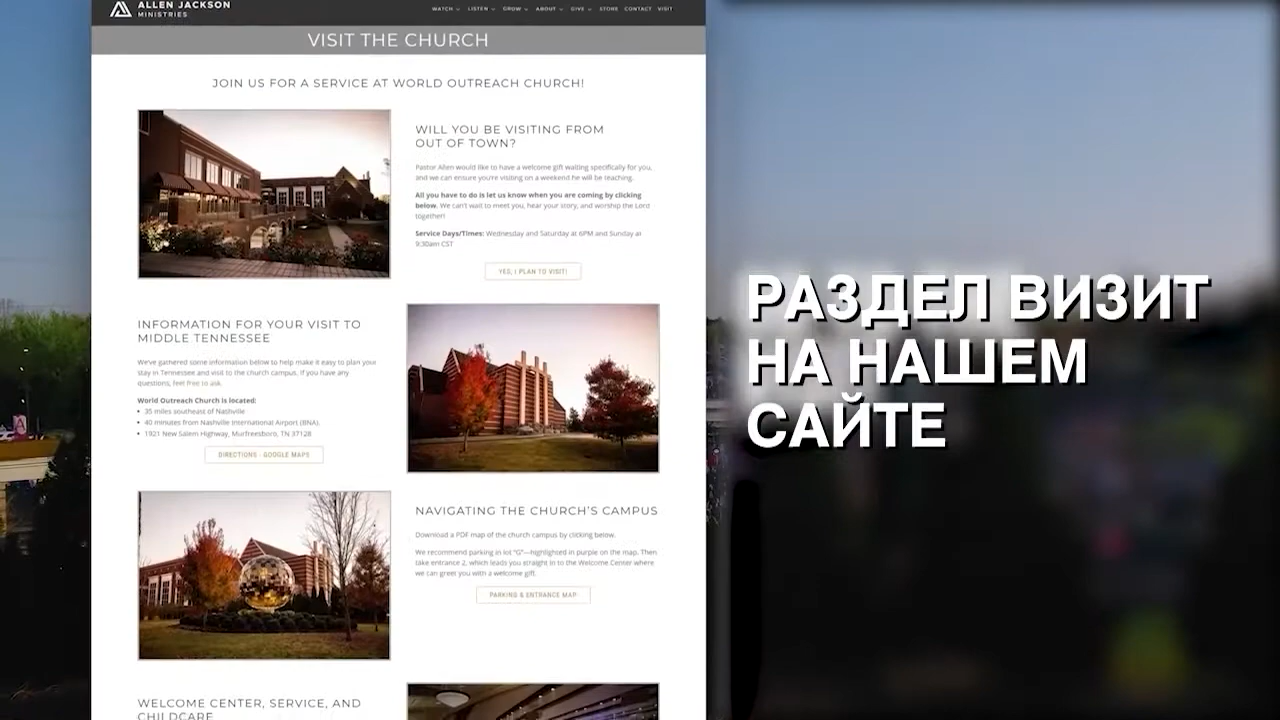 ALLEN JACKSON
MINISTRIES
WATCH
LISTEN
GROW
ABOUT
GIVE
STORE
CONTACT
VISIT
VISIT THE CHURCH
JOIN US FOR A SERVICE AT WORLD OUTREACH CHURCH!
WILL YOU BE VISITING FROM
OUT OF TOWN?
Pastor Allen would like to have a welcome gift waiting specifically for you,
and we can ensure you're visiting on a weekend he will be teaching.
All you have to do is let us know when you are coming by clicking
below. We can't wait to meet you, hear your story, and worship the Lord
together!
Service Days/Times: Wednesday and Saturday at 6PM and Sunday at
9:30am CST
YES, I PLAN TO VISIT!
INFORMATION FOR YOUR VISIT TO
MIDDLE TENNESSEE
We've gathered some information below to help make it easy to plan your
stay in Tennessee and visit to the church campus. If you have any
questions, feel free to ask.
World Outreach Church is located:
• 35 miles southeast of Nashville
• 40 minutes from Nashville International Airport (BNA).
• 1921 New Salem Highway, Murfreesboro, TN 37128
DIRECTIONS - GOOGLE MAPS
NAVIGATING THE CHURCH'S CAMPUS
Download a PDF map of the church campus by clicking below.
We recommend parking in lot "G"—highlighted in purple on the map. Then
take entrance 2, which leads you straight in to the Welcome Center where
we can greet you with a welcome gift.
PARKING & ENTRANCE MAP
WELCOME CENTER, SERVICE, AND
CHILDCARE
РАЗДЕЛ ВИЗИТ
НА НАШЕМ
САЙТЕ